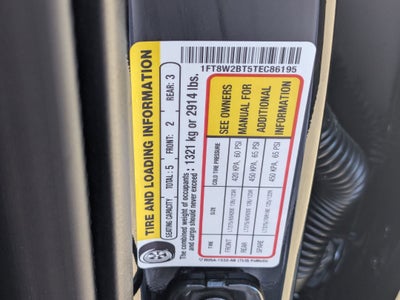 1FT8W2BT5TEC86195
TIRE AND LOADING INFORMATION
SEATING CAPACITY TOTAL: 5 FRONT: 2 REAR: 3
The combined weight of occupants
and cargo should never exceed 1321 kg or 2914 lbs.
SEE OWNERS
MANUAL FOR
ADDITIONAL
INFORMATION
TIRE SIZE COLD TIRE PRESSURE
FRONT 420 KPA, 60 PSI
REAR 450 KPA, 65 PSI
SPARE 450 KPA, 65 PSI